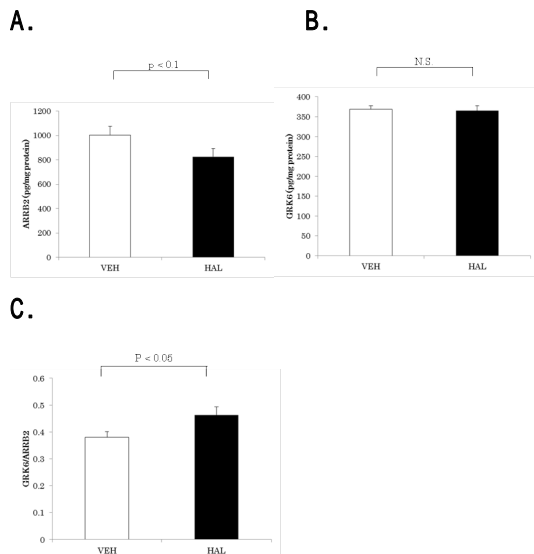 A.
p < 0.1
1200
1000
800
600
400
200
0
ARRB2 (pg/mg protein)
VEH HAL
B.
N.S
400
350
300
250
200
150
100
50
0
GRK6 (pg/mg protein)
VEH HAL
C.
P < 0.05
0.6
0.5
0.4
0.3
0.2
0.1
0
GRK6/ARRB2
VEH HAL